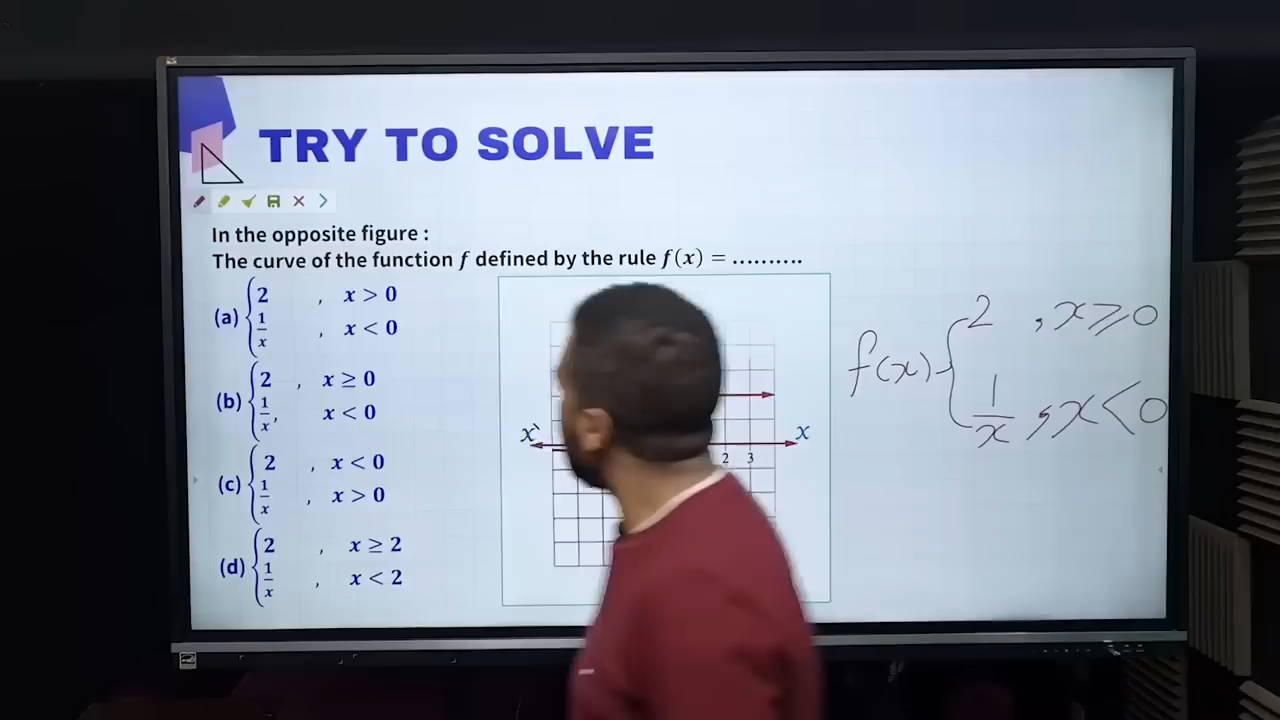 TRY TO SOLVE
In the opposite figure :
The curve of the function f defined by the rule f(x) = ..........
(a) { 2 , x > 0
1/x , x < 0
(b) { 2 , x ≥ 0
1/x , x < 0
(c) { 2 , x < 0
1/x , x > 0
(d) { 2 , x ≥ 2
1/x , x < 2
x` x
2 3
f(x) { 2 , x ≥ 0
1/x , x < 0